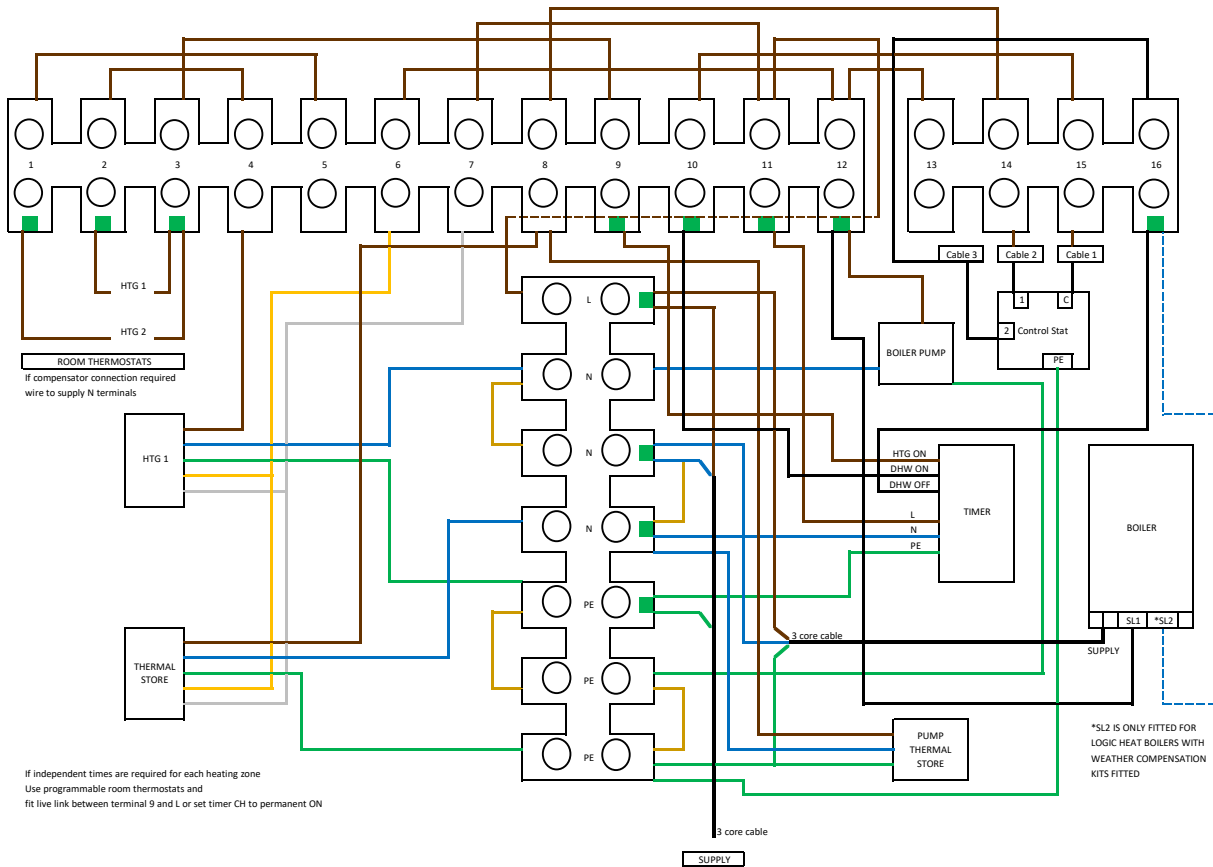 1
2
3
4
5
6
7
8
9
10
11
12
13
14
15
16
Cable 3
Cable 2
Cable 1
HTG 1
HTG 2
ROOM THERMOSTATS
If compensator connection required
wire to supply N terminals
L
N
N
N
PE
PE
PE
1
C
2
Control Stat
PE
BOILER PUMP
HTG 1
HTG ON
DHW ON
DHW OFF
L
N
PE
TIMER
BOILER
SL1
*SL2
SUPPLY
3 core cable
THERMAL
STORE
PUMP
THERMAL
STORE
*SL2 IS ONLY FITTED FOR
LOGIC HEAT BOILERS WITH
WEATHER COMPENSATION
KITS FITTED
If independent times are required for each heating zone
Use programmable room thermostats and
fit live link between terminal 9 and L or set timer CH to permanent ON
3 core cable
SUPPLY